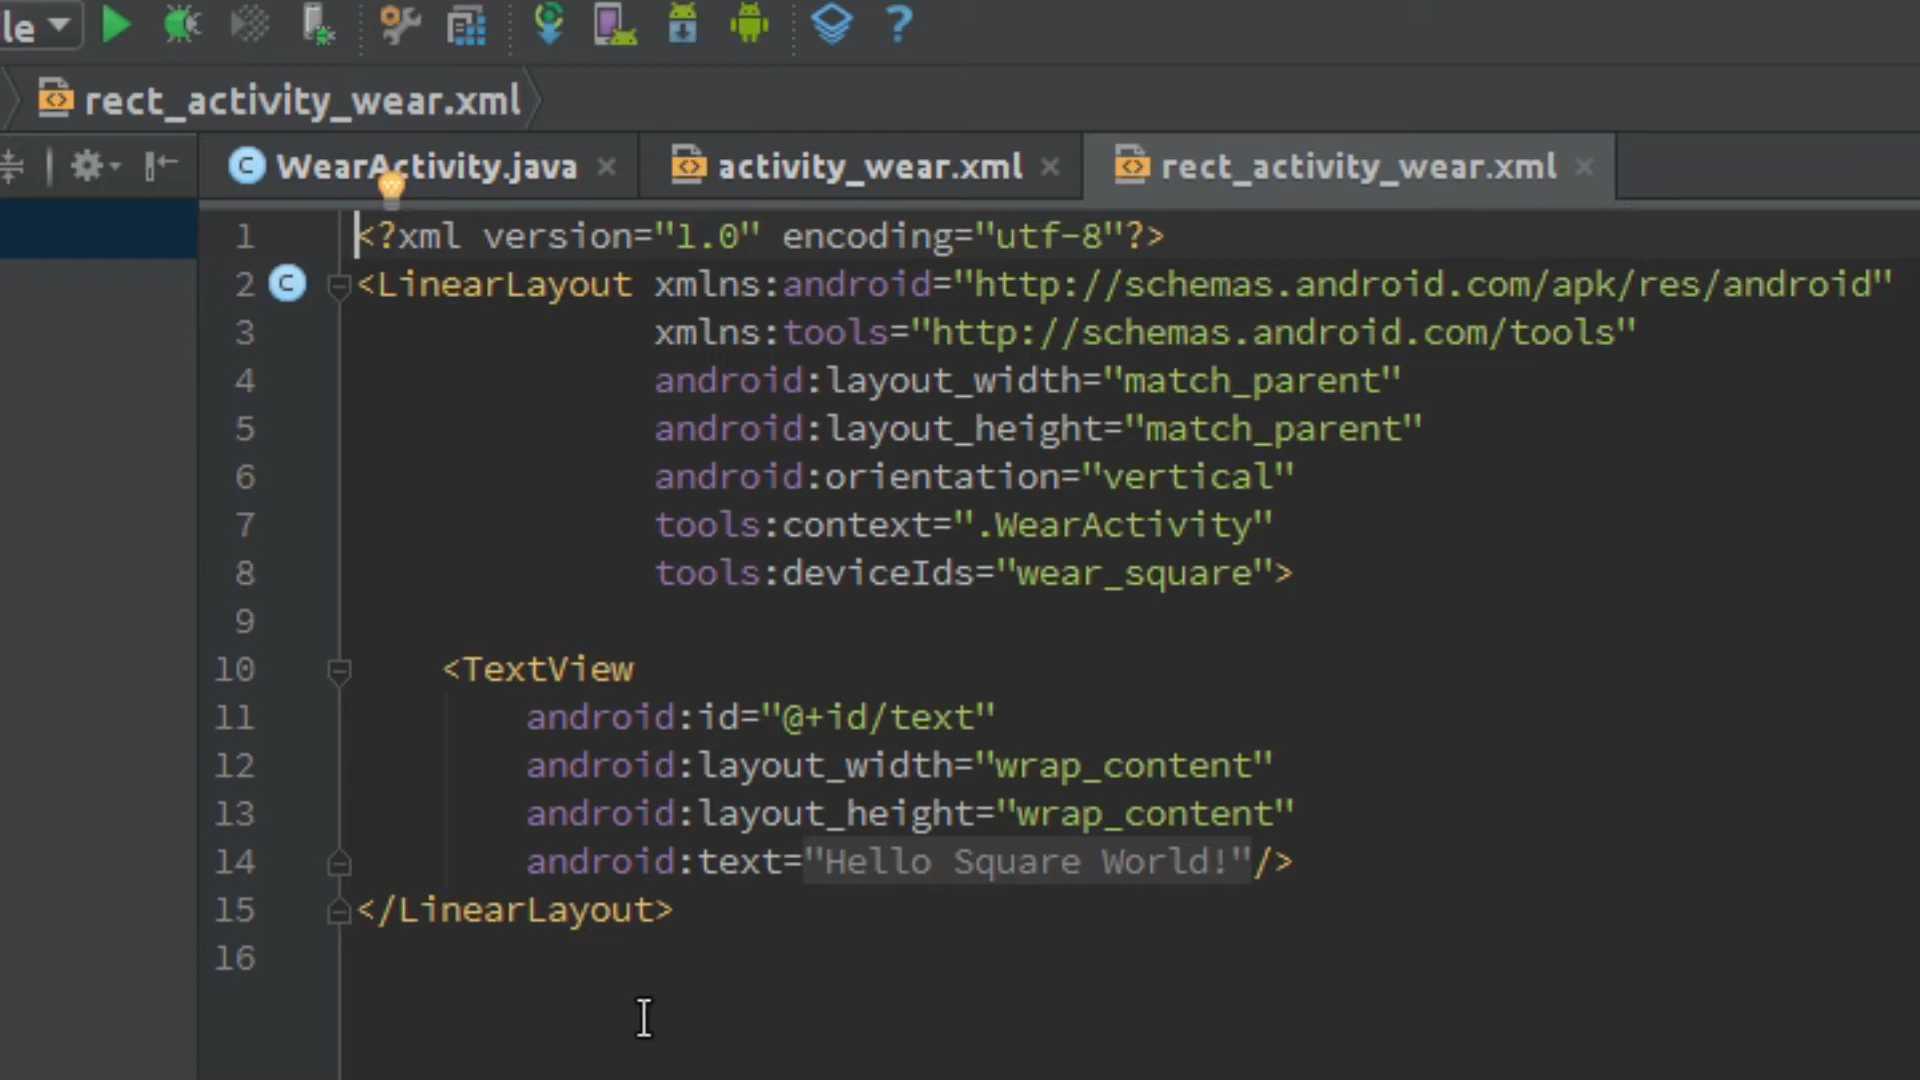 le
rect_activity_wear.xml
WearActivity.java
activity_wear.xml
rect_activity_wear.xml
1 <?xml version="1.0" encoding="utf-8"?>
2 <LinearLayout xmlns:android="http://schemas.android.com/apk/res/android"
3 xmlns:tools="http://schemas.android.com/tools"
4 android:layout_width="match_parent"
5 android:layout_height="match_parent"
6 android:orientation="vertical"
7 tools:context=".WearActivity"
8 tools:deviceIds="wear_square">
9
10 <TextView
11 android:id="@+id/text"
12 android:layout_width="wrap_content"
13 android:layout_height="wrap_content"
14 android:text="Hello Square World!"/>
15 </LinearLayout>
16